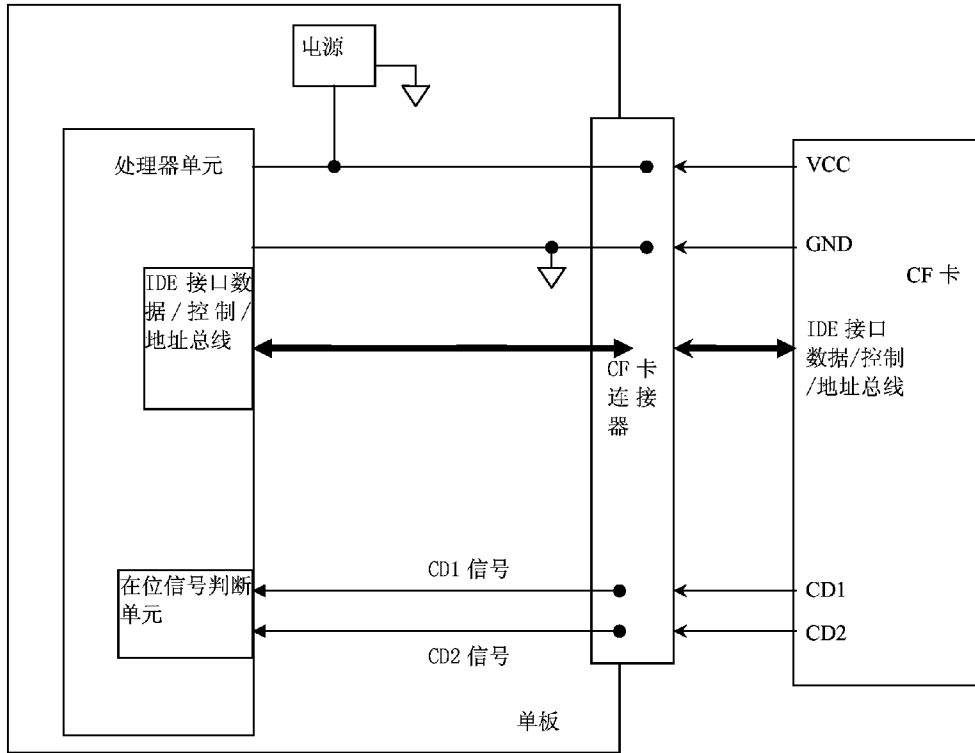 电源
处理器单元
VCC
GND
CF 卡
IDE 接口数
据/控制/
地址总线
IDE 接口
数据/控制
/地址总线
CF 卡
连接
器
在位信号判断
单元
CD1 信号
CD1
CD2 信号
CD2
单板